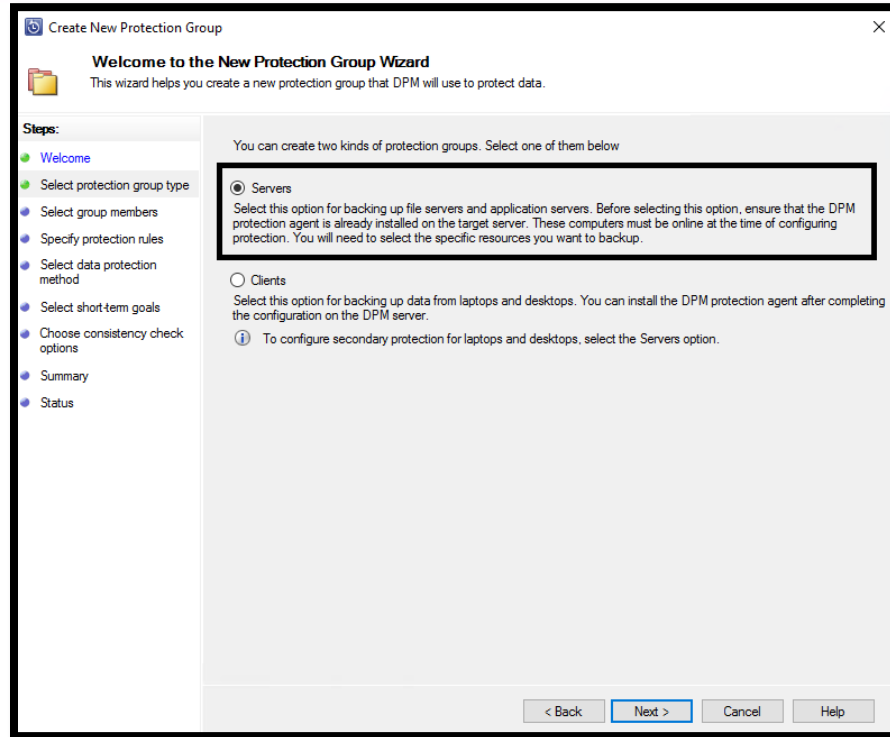 Create New Protection Group
Welcome to the New Protection Group Wizard
This wizard helps you create a new protection group that DPM will use to protect data.
Steps:
Welcome
Select protection group type
Select group members
Specify protection rules
Select data protection
method
Select short-term goals
Choose consistency check
options
Summary
Status
You can create two kinds of protection groups. Select one of them below
Servers
Select this option for backing up file servers and application servers. Before selecting this option, ensure that the DPM
protection agent is already installed on the target server. These computers must be online at the time of configuring
protection. You will need to select the specific resources you want to backup.
Clients
Select this option for backing up data from laptops and desktops. You can install the DPM protection agent after completing
the configuration on the DPM server.
To configure secondary protection for laptops and desktops, select the Servers option.
< Back
Next >
Cancel
Help